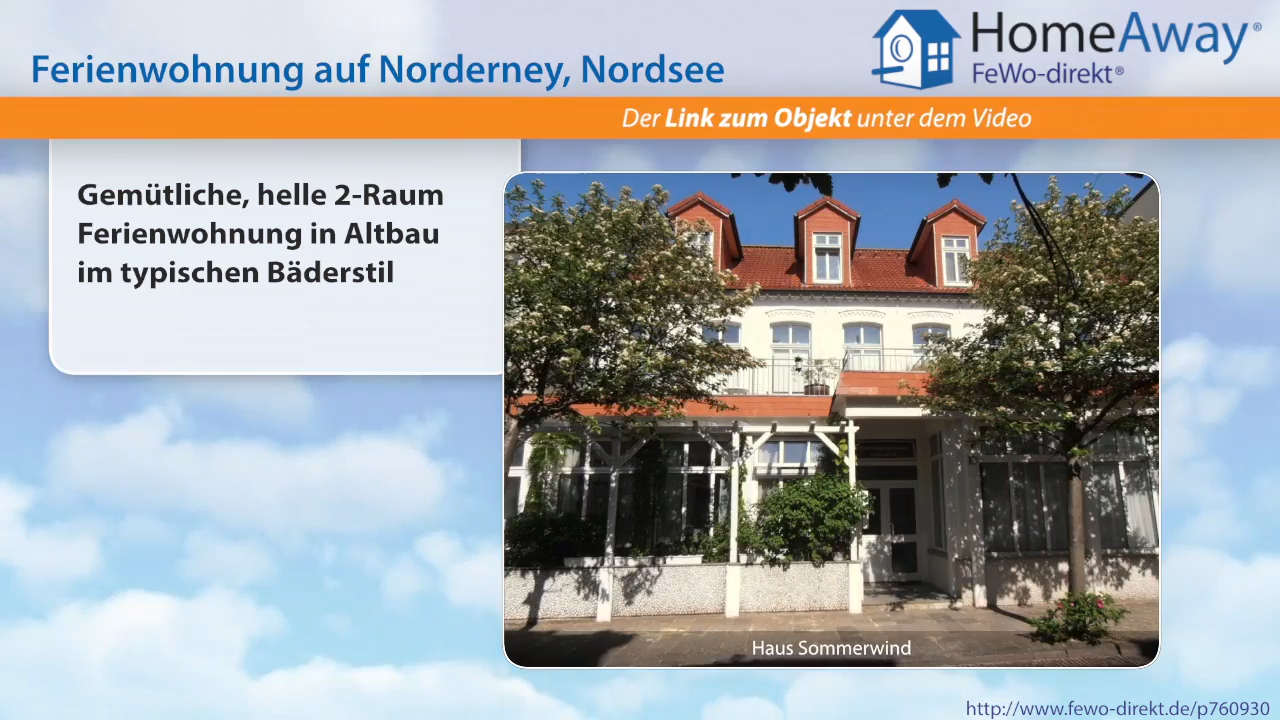 Ferienwohnung auf Norderney, Nordsee
HomeAway®
FeWo-direkt®
Der Link zum Objekt unter dem Video
Gemütliche, helle 2-Raum
Ferienwohnung in Altbau
im typischen Bäderstil
Haus Sommerwind
http://www.fewo-direkt.de/p760930